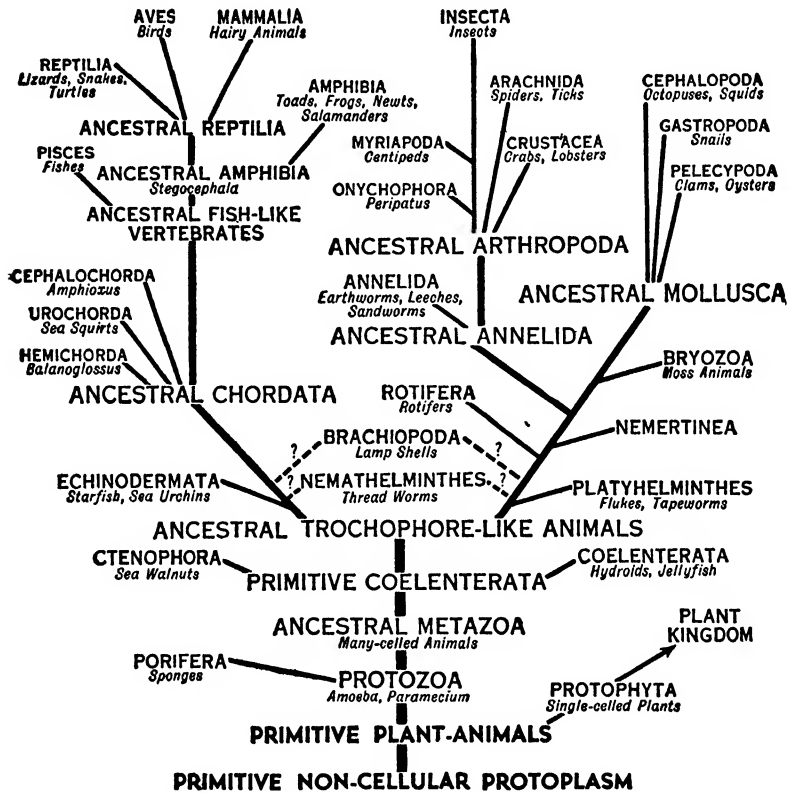 AVES
Birds
MAMMALIA
Hairy Animals
INSECTA
Insects
REPTILIA
Lizards, Snakes,
Turtles
AMPHIBIA
Toads, Frogs, Newts,
Salamanders
ARACHNIDA
Spiders, Ticks
CEPHALOPODA
Octopuses, Squids
ANCESTRAL REPTILIA
GASTROPODA
Snails
MYRIAPODA
Centipeds
CRUSTACEA
Crabs, Lobsters
PISCES
Fishes
ANCESTRAL AMPHIBIA
Stegocephala
PELECYPODA
Clams, Oysters
ONYCHOPHORA
Peripatus
ANCESTRAL FISH-LIKE
VERTEBRATES
ANCESTRAL ARTHROPODA
CEPHALOCHORDA
Amphioxus
ANNELIDA
Earthworms, Leeches,
Sandworms
ANCESTRAL MOLLUSCA
UROCHORDA
Sea Squirts
ANCESTRAL ANNELIDA
HEMICHORDA
Balanoglossus
BRYOZOA
Moss Animals
ANCESTRAL CHORDATA
ROTIFERA
Rotifers
NEMERTINEA
? BRACHIOPODA ?
Lamp Shells
ECHINODERMATA
Starfish, Sea Urchins
? NEMATHELMINTHES ?
Thread Worms
PLATYHELMINTHES
Flukes, Tapeworms
ANCESTRAL TROCHOPHORE-LIKE ANIMALS
CTENOPHORA
Sea Walnuts
COELENTERATA
Hydroids, Jellyfish
PRIMITIVE COELENTERATA
ANCESTRAL METAZOA
Many-celled Animals
PLANT
KINGDOM
PORIFERA
Sponges
PROTOZOA
Amoeba, Paramecium
PROTOPHYTA
Single-celled Plants
PRIMITIVE PLANT-ANIMALS
PRIMITIVE NON-CELLULAR PROTOPLASM